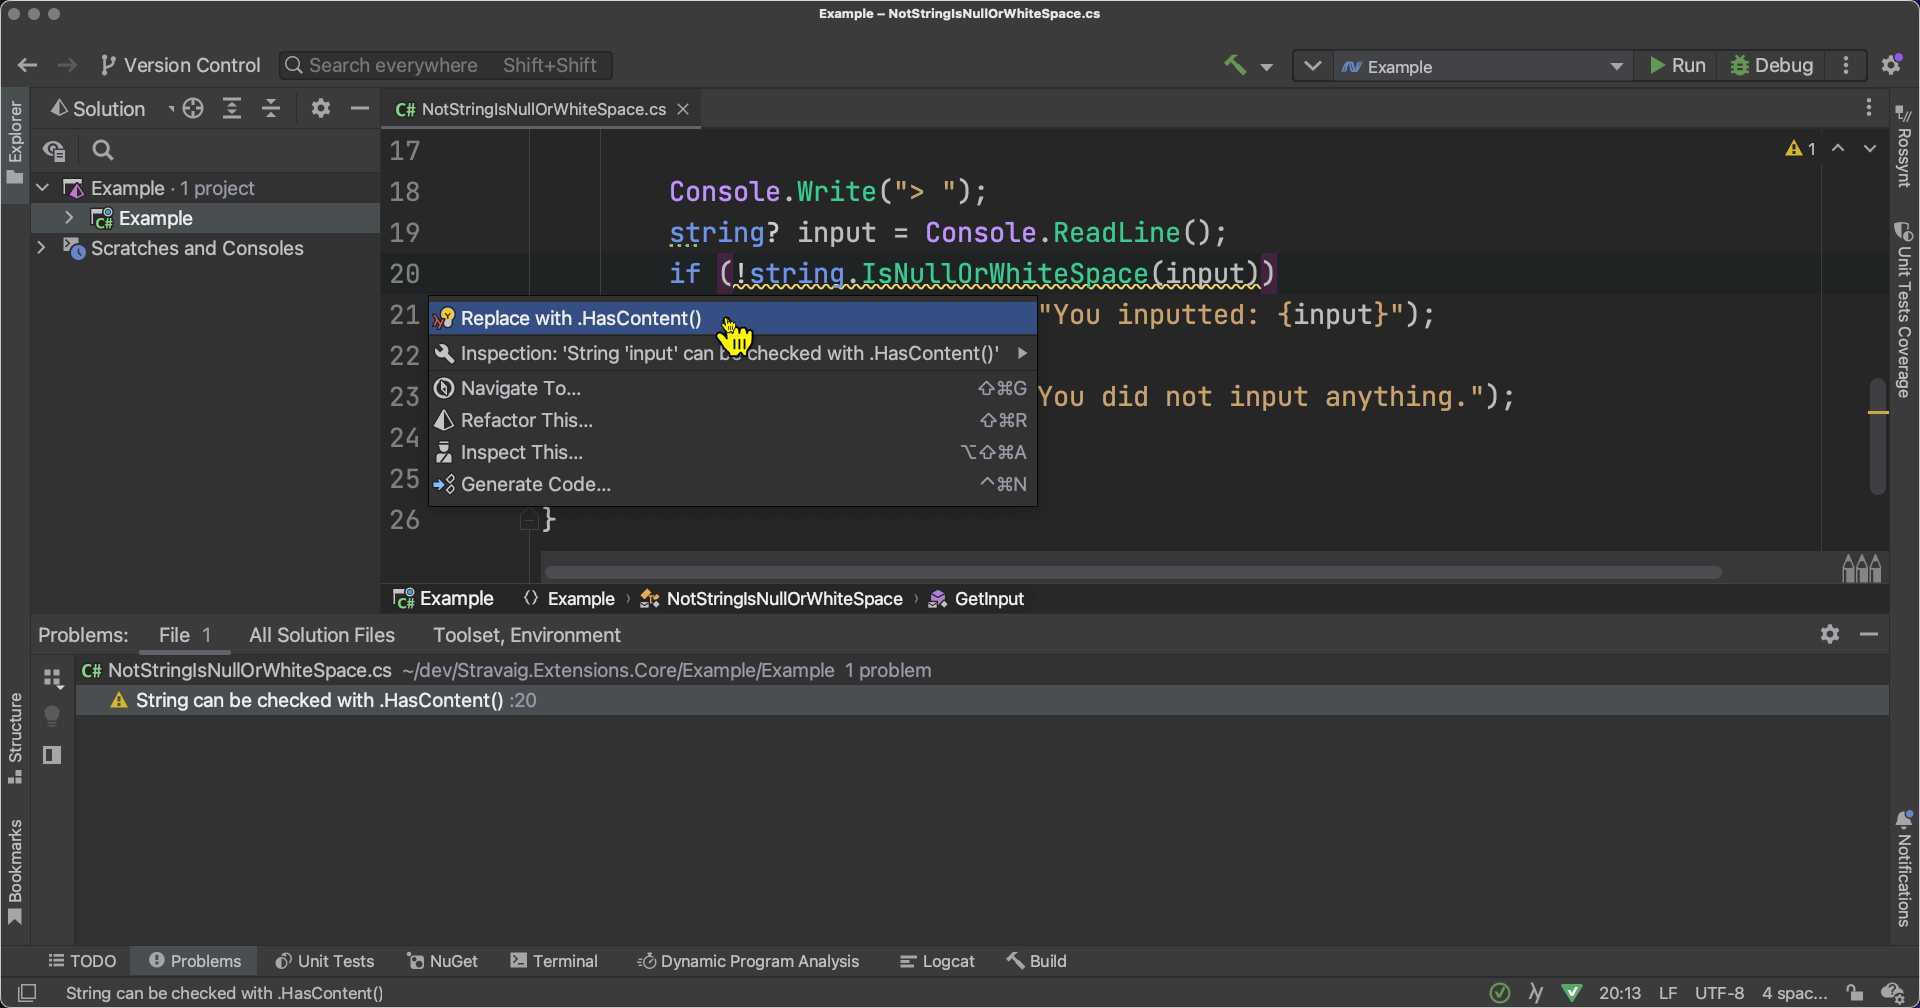 Example – NotStringIsNullOrWhiteSpace.cs
Version Control
Search everywhere Shift+Shift
Example
Run
Debug
Explorer
Solution
C# NotStringIsNullOrWhiteSpace.cs
Rossynt
Example · 1 project
Example
Scratches and Consoles
1
Unit Tests Coverage
17
18 Console.Write("> ");
19 string? input = Console.ReadLine();
20 if (!string.IsNullOrWhiteSpace(input))
21 "You inputted: {input}");
22
23 You did not input anything.");
24
25
26 }
Replace with .HasContent()
Inspection: 'String 'input' can be checked with .HasContent()'
Navigate To... ⇧⌘G
Refactor This... ⇧⌘R
Inspect This... ⌥⇧⌘A
Generate Code... ^⌘N
C# Example Example › NotStringIsNullOrWhiteSpace › GetInput
Problems: File 1 All Solution Files Toolset, Environment
C# NotStringIsNullOrWhiteSpace.cs ~/dev/Stravaig.Extensions.Core/Example/Example 1 problem
String can be checked with .HasContent() :20
Structure
Bookmarks
Notifications
TODO Problems Unit Tests NuGet Terminal Dynamic Program Analysis Logcat Build
String can be checked with .HasContent()
20:13 LF UTF-8 4 spac...